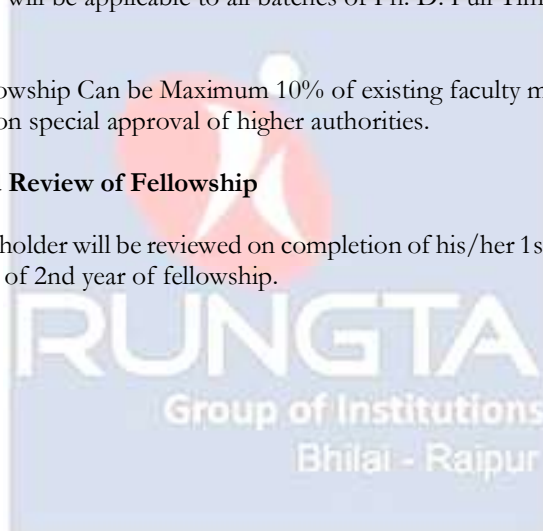 will be applicable to all batches of Ph. D. Full Tim
owship Can be Maximum 10% of existing faculty m
on special approval of higher authorities.
Review of Fellowship
holder will be reviewed on completion of his/her 1s
of 2nd year of fellowship.
RUNGTA
Group of Institutions
Bhilai - Raipur